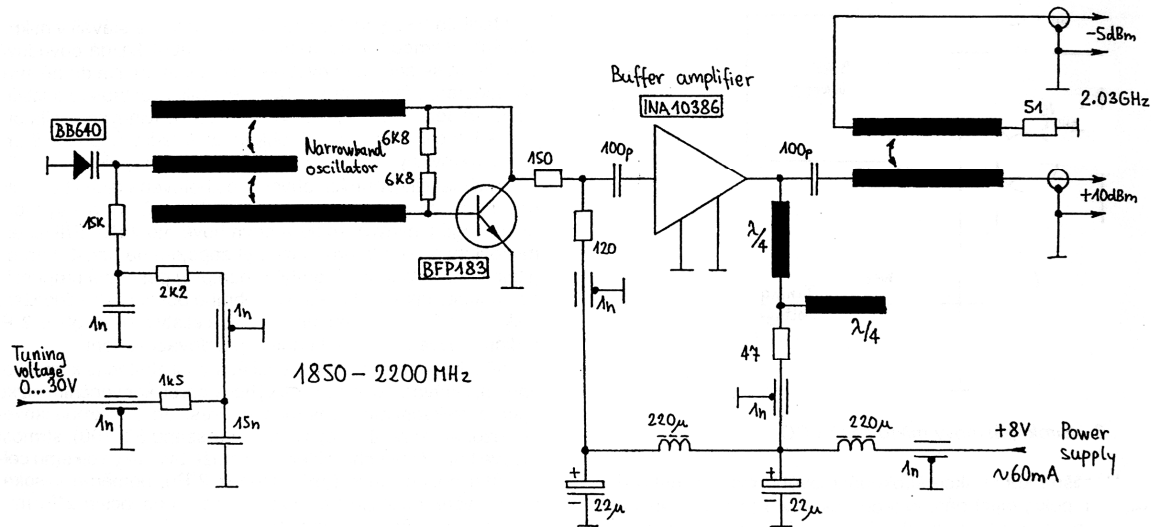 -5dBm
Buffer amplifier
INA10386
2.03GHz
BB640
51
Narrowband
oscillator
6k8
6k8
150
100p
100p
+10dBm
15k
120
λ/4
BFP183
2k2
1n
1n
1n
λ/4
47
Tuning
voltage
0...30V
1850-2200MHz
1k5
1n
1n
15n
220μ
220μ
+8V
Power
supply
1n
~60mA
+
-
22μ
+
-
22μ